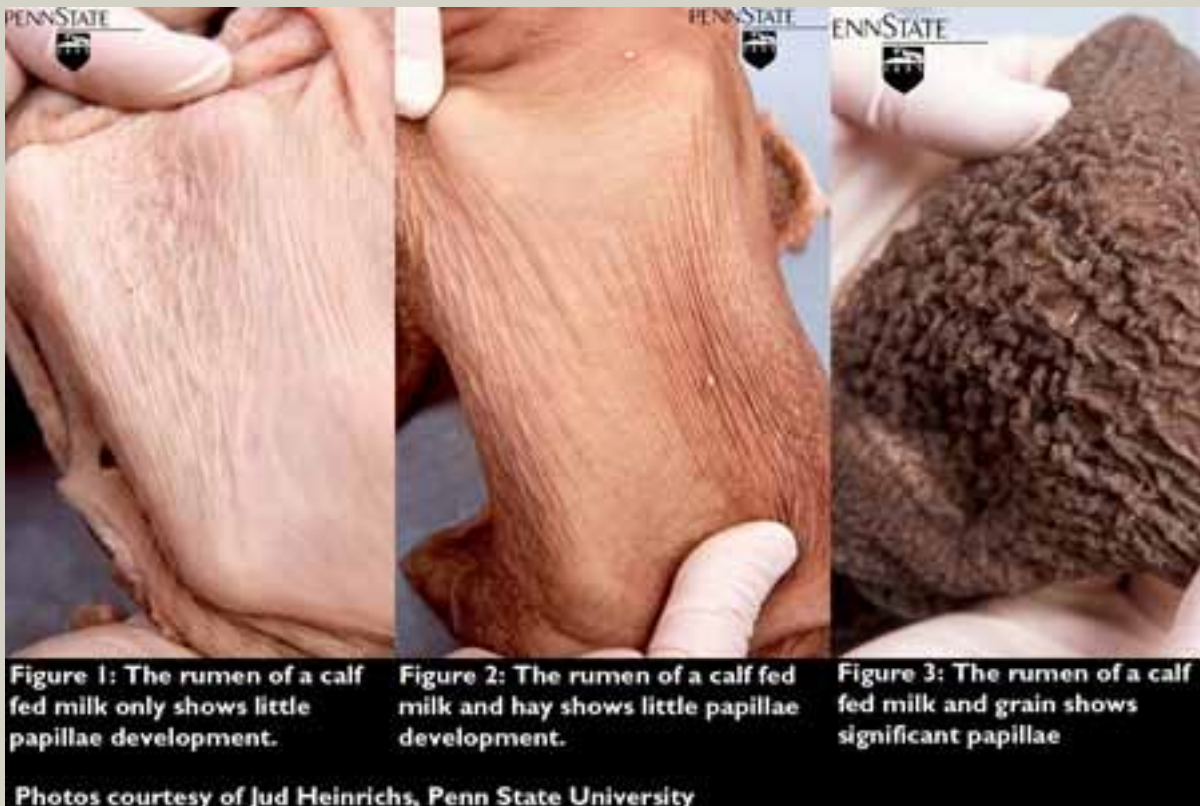 PENNSTATE
PENNSTATE
ENNSTATE
Figure 1: The rumen of a calf
fed milk only shows little
papillae development.
Figure 2: The rumen of a calf fed
milk and hay shows little papillae
development.
Figure 3: The rumen of a calf
fed milk and grain shows
significant papillae
Photos courtesy of Jud Heinrichs, Penn State University